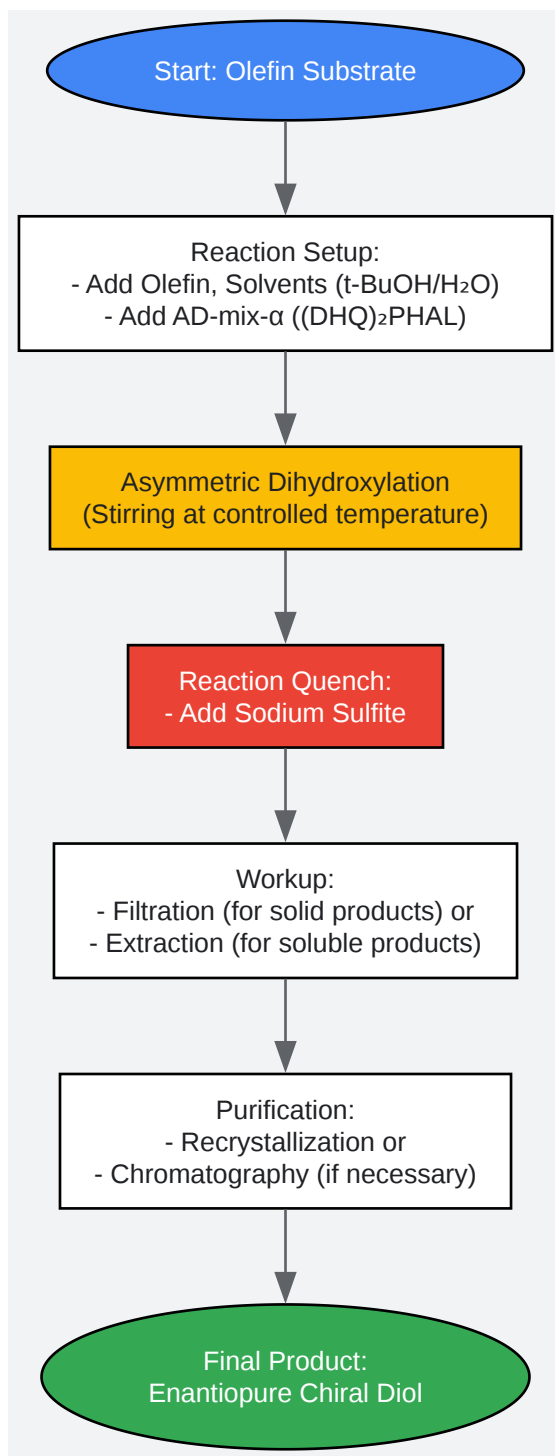 Start: Olefin Substrate
Reaction Setup:
- Add Olefin, Solvents (t-BuOH/H₂O)
- Add AD-mix-α ((DHQ)₂PHAL)
Asymmetric Dihydroxylation
(Stirring at controlled temperature)
Reaction Quench:
- Add Sodium Sulfite
Workup:
- Filtration (for solid products) or
- Extraction (for soluble products)
Purification:
- Recrystallization or
- Chromatography (if necessary)
Final Product:
Enantiopure Chiral Diol